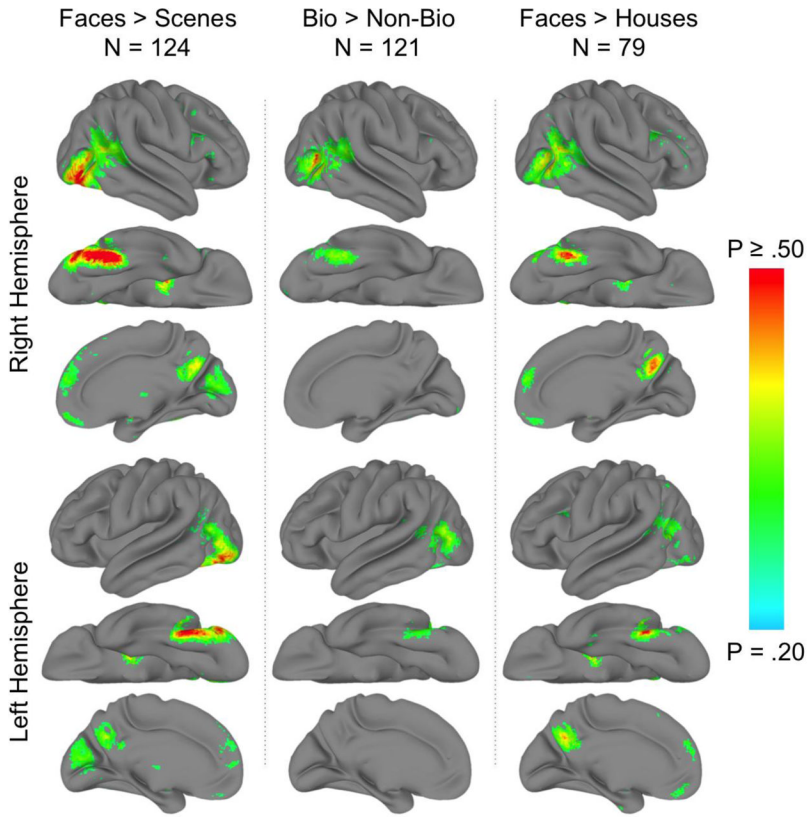 Faces > Scenes
N = 124
Bio > Non-Bio
N = 121
Faces > Houses
N = 79
Right Hemisphere
Left Hemisphere
P ≥ .50
P = .20